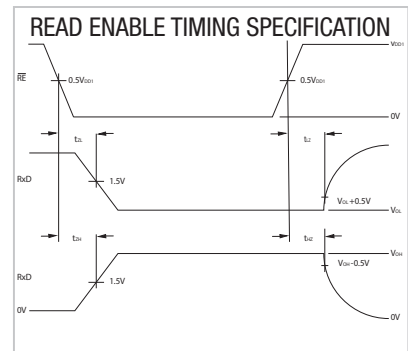 READ ENABLE TIMING SPECIFICATION
VDD1
RE
0.5VDD1
0.5VDD1
0V
tZL
tLZ
RxD
1.5V
VOL+0.5V
VOL
tZH
tHZ
VOH
RxD
1.5V
VOH–0.5V
0V
0V